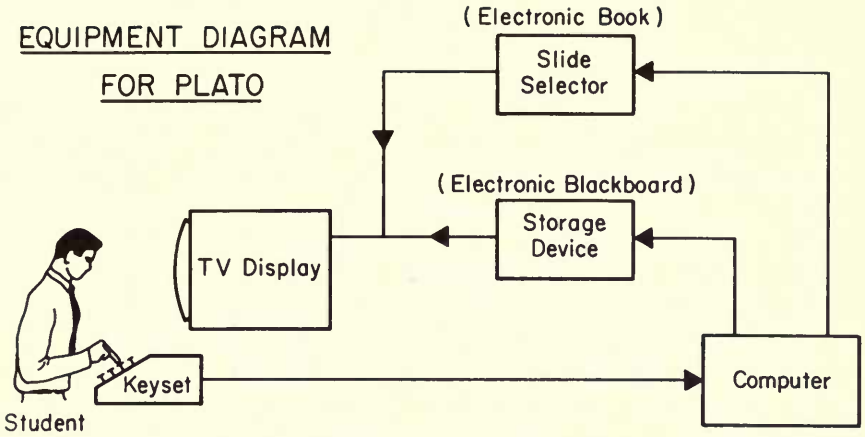 EQUIPMENT DIAGRAM
FOR PLATO
(Electronic Book)
Slide
Selector
(Electronic Blackboard)
Storage
Device
TV Display
Keyset
Computer
Student